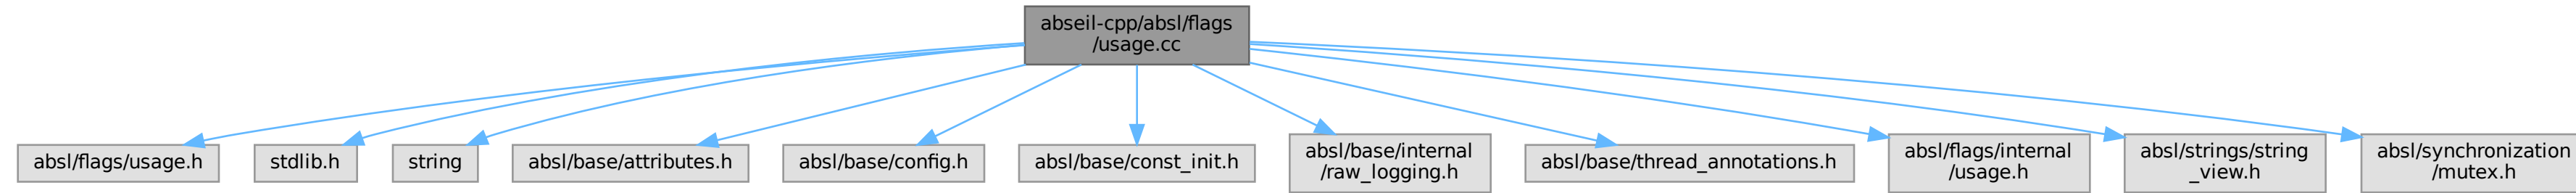 abseil-cpp/absl/flags
/usage.cc
absl/flags/usage.h
stdlib.h
string
absl/base/attributes.h
absl/base/config.h
absl/base/const_init.h
absl/base/internal
/raw_logging.h
absl/base/thread_annotations.h
absl/flags/internal
/usage.h
absl/strings/string
_view.h
absl/synchronization
/mutex.h